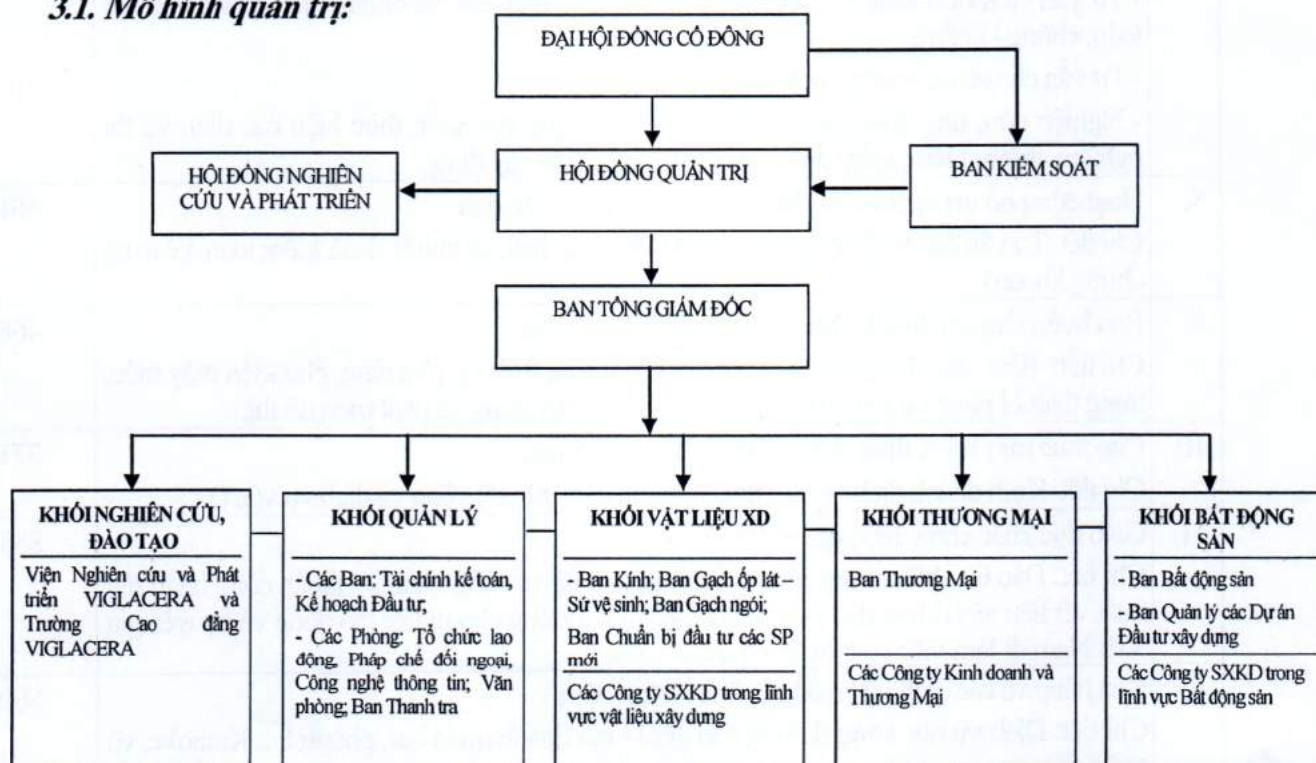 3.1. Mô hình quản trị:
ĐẠI HỘI ĐỒNG CỔ ĐÔNG
HỘI ĐỒNG NGHIÊN
CỨU VÀ PHÁT TRIỂN
HỘI ĐỒNG QUẢN TRỊ
BAN KIỂM SOÁT
BAN TỔNG GIÁM ĐỐC
KHỐI NGHIÊN CỨU,
ĐÀO TẠO
Viện Nghiên cứu và Phát
triển VIGLACERA và
Trường Cao đẳng
VIGLACERA
KHỐI QUẢN LÝ
- Các Ban: Tài chính kế toán,
Kế hoạch Đầu tư;
- Các Phòng: Tổ chức lao
động, Pháp chế đối ngoại,
Công nghệ thông tin; Văn
phòng; Ban Thanh tra
KHỐI VẬT LIỆU XD
- Ban Kính; Ban Gạch ốp lát –
Sứ vệ sinh; Ban Gạch ngói;
Ban Chuẩn bị đầu tư các SP
mới
Các Công ty SXKD trong lĩnh
vực vật liệu xây dựng
KHỐI THƯƠNG MẠI
Ban Thương Mại
Các Công ty Kinh doanh và
Thương Mại
KHỐI BẤT ĐỘNG
SẢN
- Ban Bất động sản
- Ban Quản lý các Dự án
Đầu tư xây dựng
Các Công ty SXKD trong
lĩnh vực Bất động sản